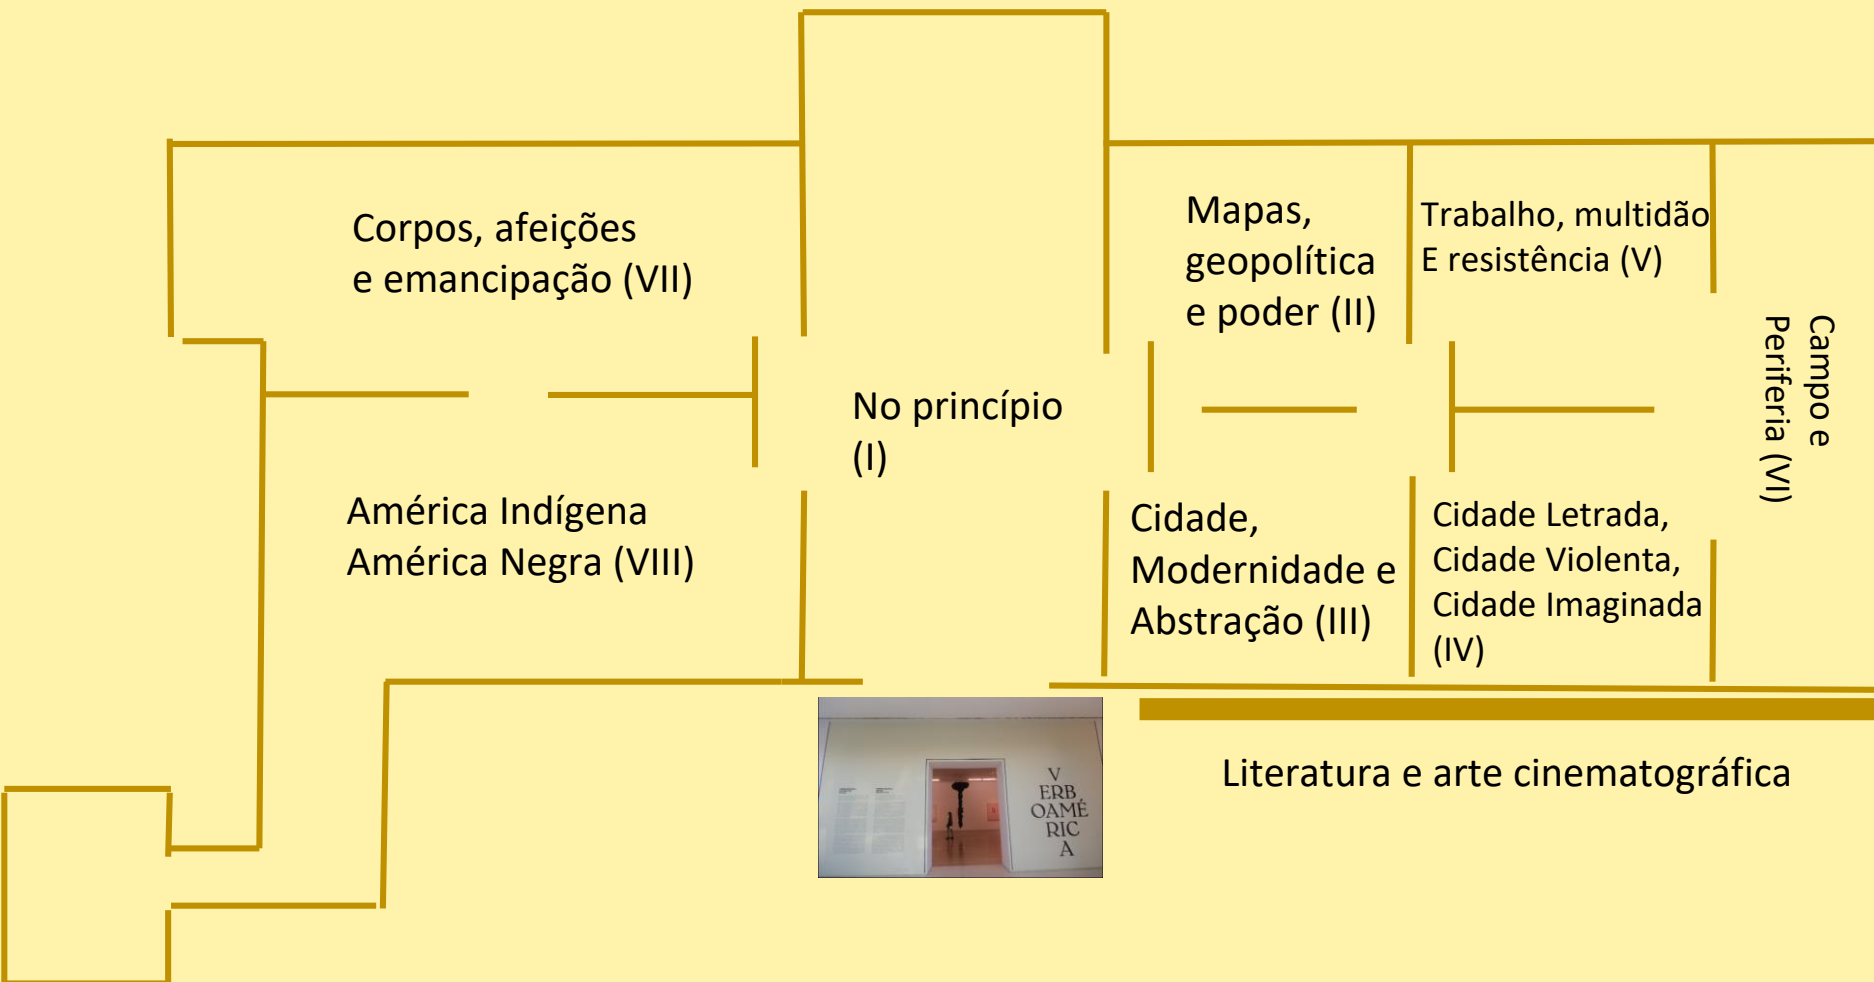 Corpos, afeições
e emancipação (VII)
Mapas,
geopolítica
e poder (II)
Trabalho, multidão
E resistência (V)
Campo e
Periferia (VI)
No princípio
(I)
América Indígena
América Negra (VIII)
Cidade,
Modernidade e
Abstração (III)
Cidade Letrada,
Cidade Violenta,
Cidade Imaginada
(IV)
V
ERB
OAMÉ
RIC
A
Literatura e arte cinematográfica